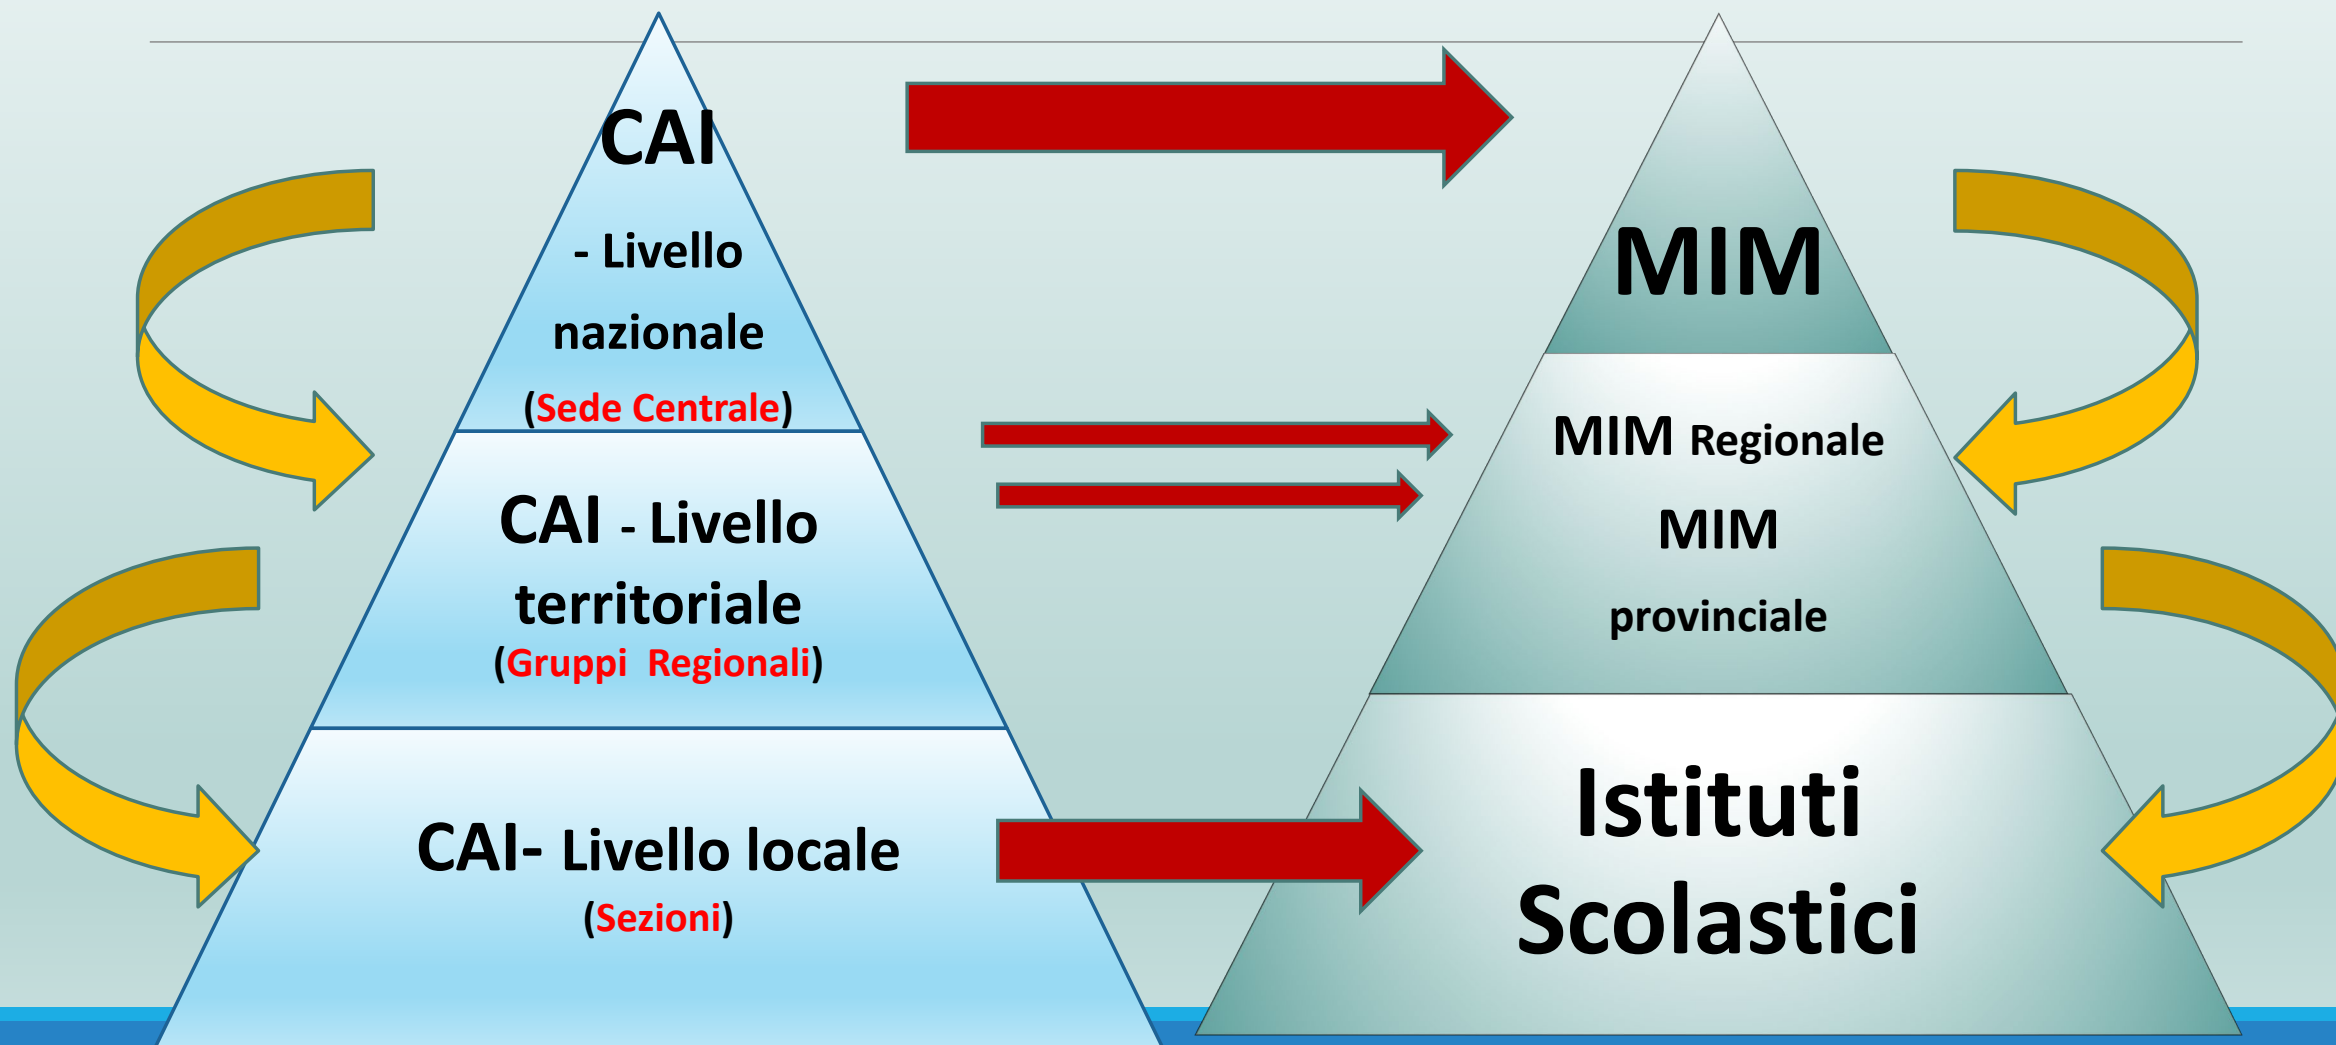 CAI
- Livello
nazionale
(Sede Centrale)
CAI - Livello
territoriale
(Gruppi Regionali)
CAI- Livello locale
(Sezioni)
MIM
MIM Regionale
MIM
provinciale
Istituti
Scolastici